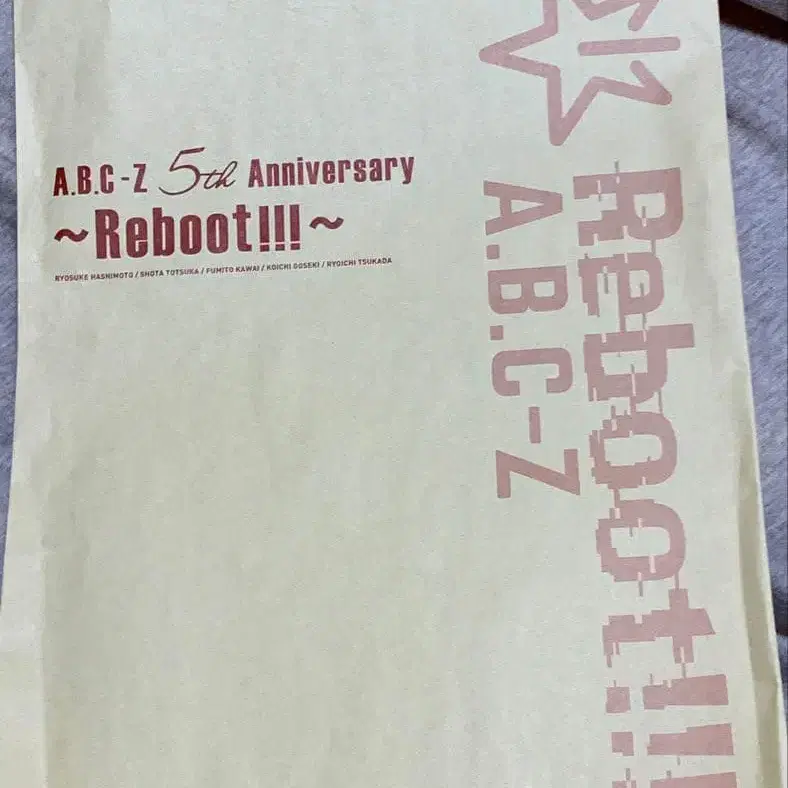 A.B.C-Z 5th Anniversary
~Reboot!!!~
RYOSUKE HASHIMOTO / SHOTA TOTSUKA / FUMITO KAWAI / KOICHI GOSEKI / RYOICHI TSUKADA
Reboot!!!
A.B.C-Z